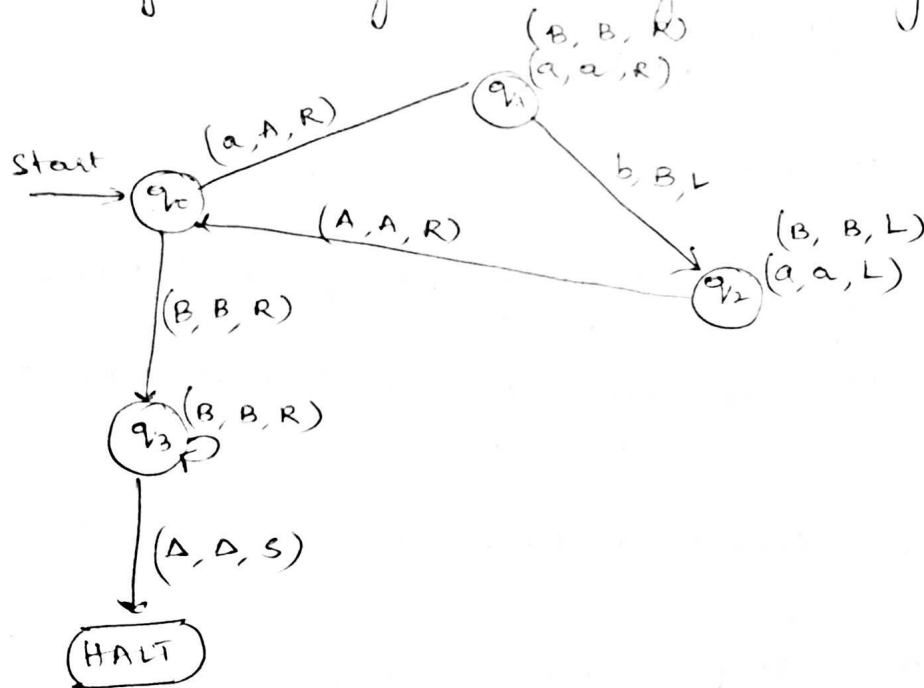 (B, B, R)
(a, a, R)
q1
(a, A, R)
Start
q0
b, B, L
(A, A, R)
(B, B, L)
(a, a, L)
q2
(B, B, R)
(B, B, R)
q3
(Δ, Δ, S)
HALT